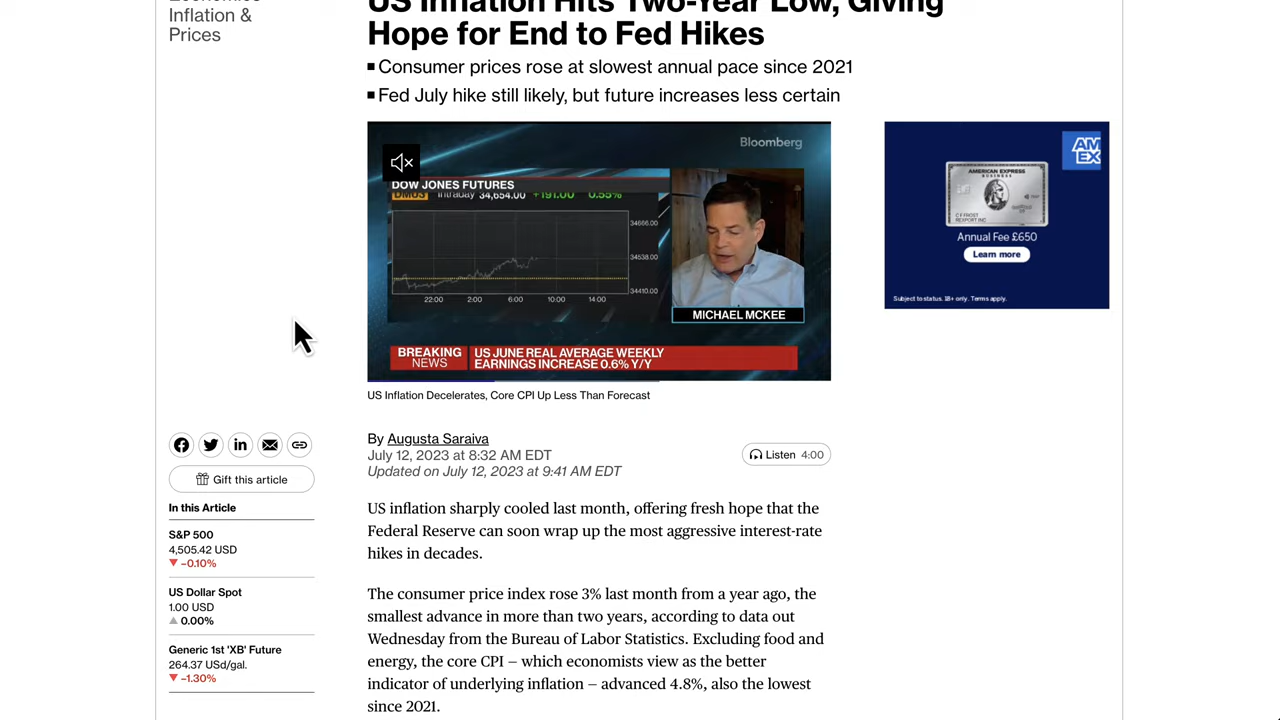 Inflation &
Prices
US Inflation Hits Two-Year Low, Giving
Hope for End to Fed Hikes
Consumer prices rose at slowest annual pace since 2021
Fed July hike still likely, but future increases less certain
Bloomberg
DOW JONES FUTURES
DMU3 Intraday 34,654.00 +191.00 0.55%
34666.00
34538.00
34410.00
22:00 2:00 6:00 10:00 14:00
MICHAEL MCKEE
BREAKING
NEWS
US JUNE REAL AVERAGE WEEKLY
EARNINGS INCREASE 0.6% Y/Y
AM
EX
AMERICAN EXPRESS
BUSINESS
C F FROST
Annual Fee £650
Learn more
Subject to status. 18+ only. Terms apply.
US Inflation Decelerates, Core CPI Up Less Than Forecast
By Augusta Saraiva
July 12, 2023 at 8:32 AM EDT
Updated on July 12, 2023 at 9:41 AM EDT
Listen 4:00
Gift this article
In this Article
S&P 500
4,505.42 USD
▼ –0.10%
US Dollar Spot
1.00 USD
▲ 0.00%
Generic 1st 'XB' Future
264.37 USd/gal.
▼ –1.30%
US inflation sharply cooled last month, offering fresh hope that the
Federal Reserve can soon wrap up the most aggressive interest-rate
hikes in decades.
The consumer price index rose 3% last month from a year ago, the
smallest advance in more than two years, according to data out
Wednesday from the Bureau of Labor Statistics. Excluding food and
energy, the core CPI — which economists view as the better
indicator of underlying inflation — advanced 4.8%, also the lowest
since 2021.